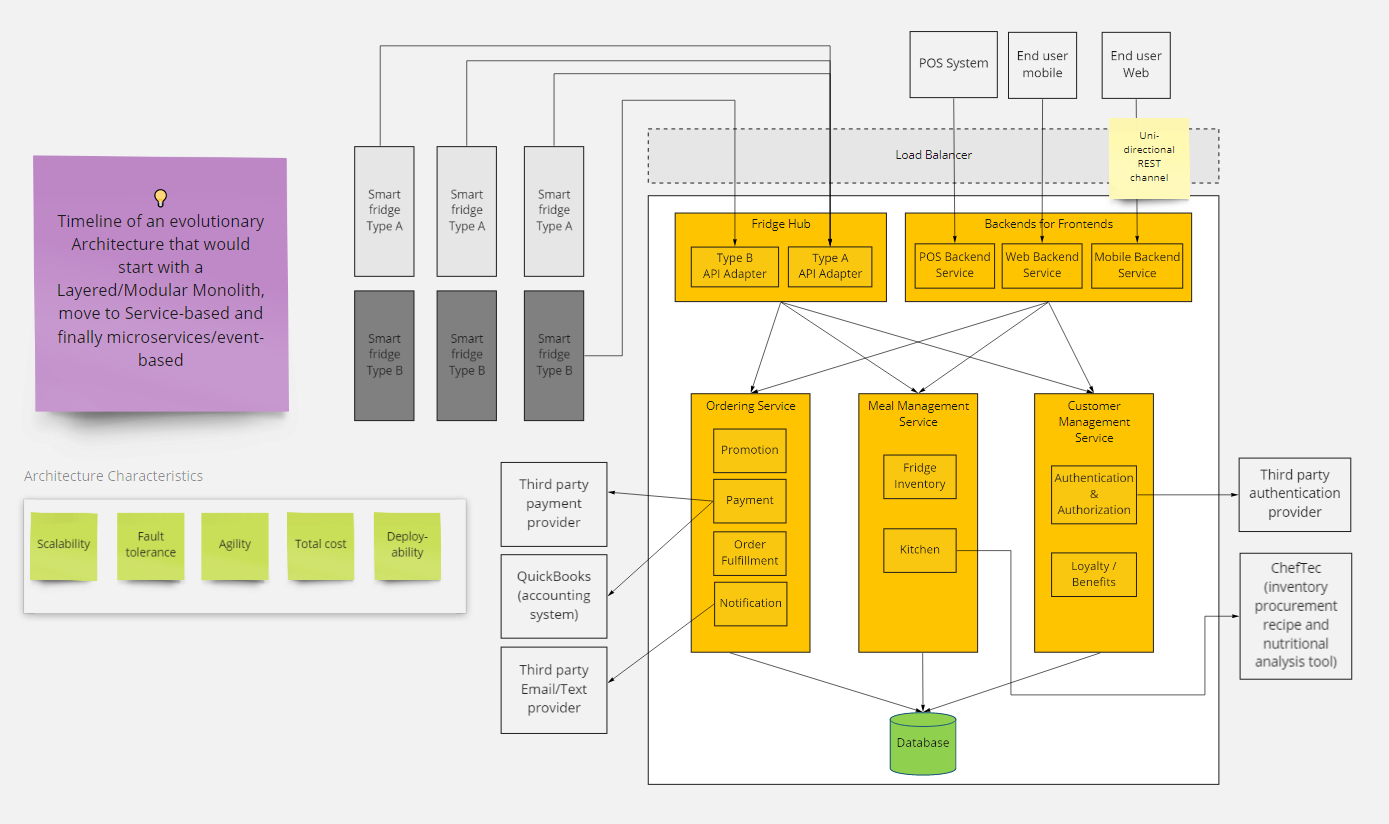 POS System
End user
mobile
End user
Web
Uni-
directional
REST
channel
Load Balancer
Timeline of an evolutionary
Architecture that would
start with a
Layered/Modular Monolith,
move to Service-based and
finally microservices/event-
based
Smart
fridge
Type A
Smart
fridge
Type A
Smart
fridge
Type A
Smart
fridge
Type B
Smart
fridge
Type B
Smart
fridge
Type B
Fridge Hub
Type B
API Adapter
Type A
API Adapter
Backends for Frontends
POS Backend
Service
Web Backend
Service
Mobile Backend
Service
Ordering Service
Promotion
Payment
Order
Fulfillment
Notification
Meal Management
Service
Fridge
Inventory
Kitchen
Customer
Management
Service
Authentication
&
Authorization
Loyalty /
Benefits
Architecture Characteristics
Scalability
Fault
tolerance
Agility
Total cost
Deploy-
ability
Third party
payment
provider
QuickBooks
(accounting
system)
Third party
Email/Text
provider
Third party
authentication
provider
ChefTec
(inventory
procurement
recipe and
nutritional
analysis tool)
Database